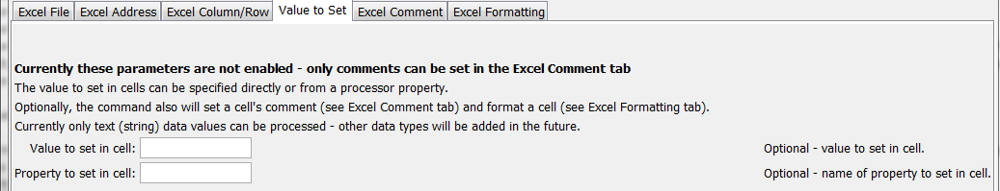 Excel File Excel Address Excel Column/Row Value to Set Excel Comment Excel Formatting
Currently these parameters are not enabled - only comments can be set in the Excel Comment tab
The value to set in cells can be specified directly or from a processor property.
Optionally, the command also will set a cell's comment (see Excel Comment tab) and format a cell (see Excel Formatting tab).
Currently only text (string) data values can be processed - other data types will be added in the future.
Value to set in cell: Optional - value to set in cell.
Property to set in cell: Optional - name of property to set in cell.